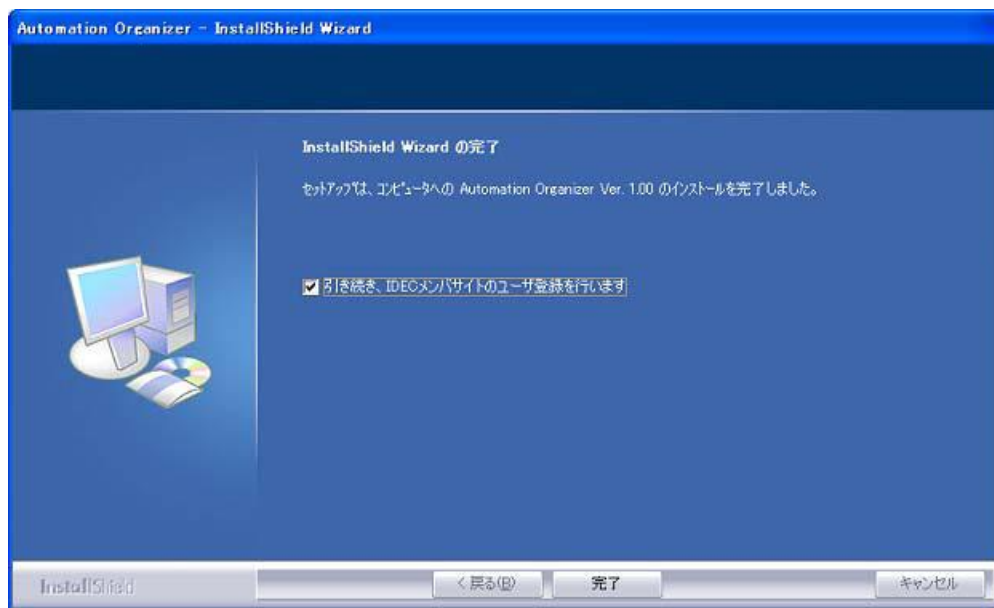 Automation Organizer - InstallShield Wizard
InstallShield Wizard の完了
セットアップは、コンピュータへの Automation Organizer Ver. 1.00 のインストールを完了しました。
引き続き、IDECメンバサイトのユーザ登録を行います
InstallShield
< 戻る(B)
完了
キャンセル